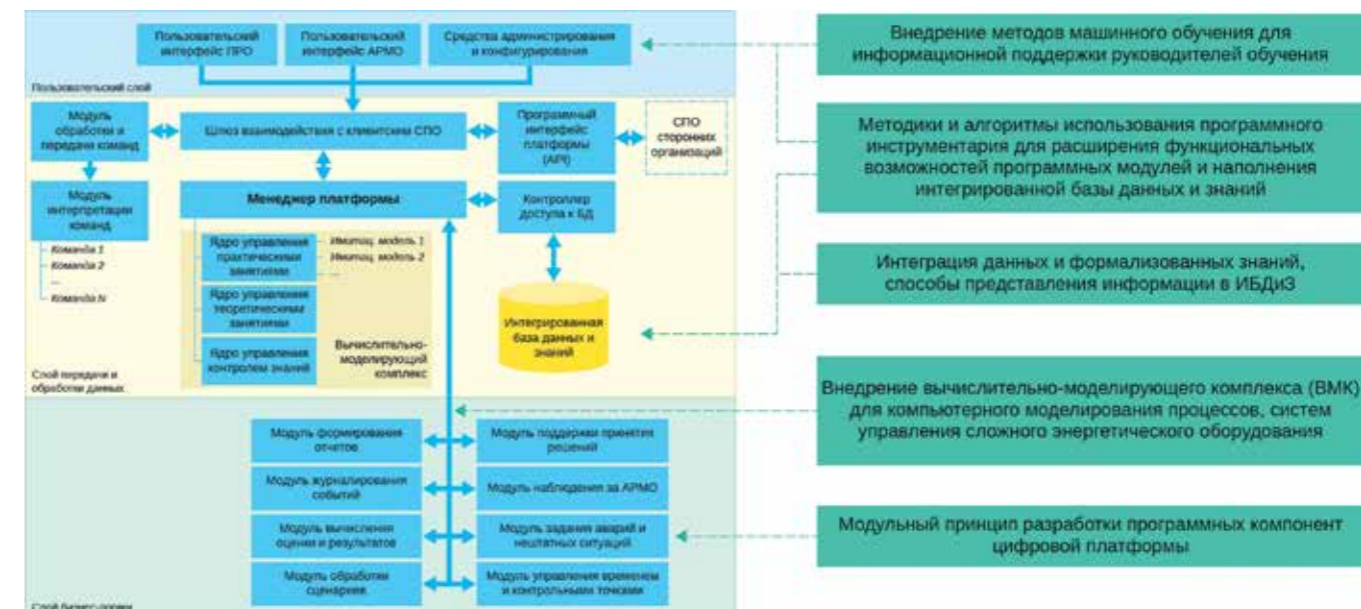 Пользовательский
интерфейс ПРО
Пользовательский
интерфейс АРМО
Средства администрирования
и конфигурирования
Пользовательский слой
Модуль
обработки и
передачи команд
Шлюз взаимодействия с клиентским СПО
Программный
интерфейс
платформы
(API)
СПО
сторонних
организаций
Модуль
интерпретации
команд
Команда 1
Команда 2
...
Команда N
Менеджер платформы
Контроллер
доступа к БД
Ядро управления
практическими
занятиями
Имитац. модель 1
Имитац. модель 2
...
Ядро управления
теоретическими
занятиями
Ядро управления
контролем знаний
Вычислительно-
моделирующий
комплекс
Интегрированная
база данных и
знаний
Слой передачи и
обработки данных
Модуль формирования
отчетов
Модуль поддержки принятия
решений
Модуль журналирования
событий
Модуль наблюдения за АРМО
Модуль вычисления
оценки и результатов
Модуль задания аварий и
нештатных ситуаций
Модуль обработки
сценариев
Модуль управления временем
и контрольными точками
Слой бизнес-логики
Внедрение методов машинного обучения для
информационной поддержки руководителей обучения
Методики и алгоритмы использования программного
инструментария для расширения функциональных
возможностей программных модулей и наполнения
интегрированной базы данных и знаний
Интеграция данных и формализованных знаний,
способы представления информации в ИБДиЗ
Внедрение вычислительно-моделирующего комплекса (ВМК)
для компьютерного моделирования процессов, систем
управления сложного энергетического оборудования
Модульный принцип разработки программных компонент
цифровой платформы